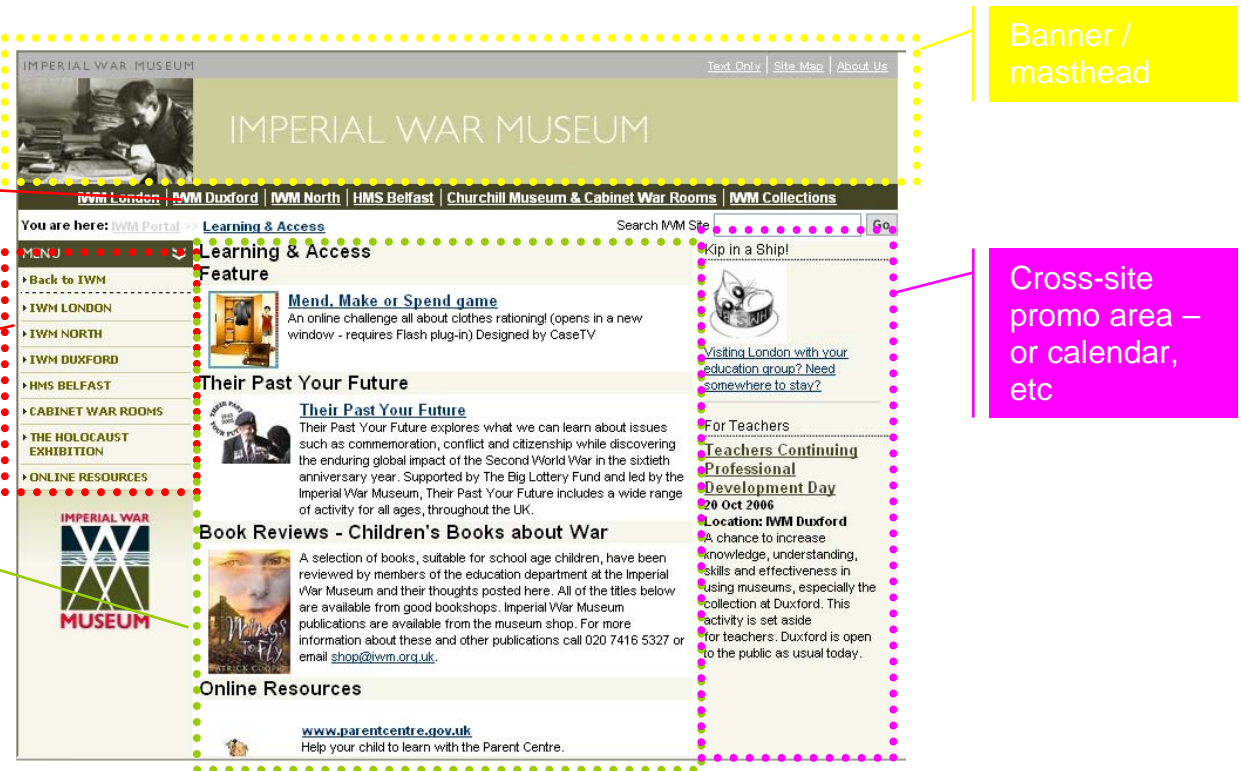 Banner /
masthead
IMPERIAL WAR MUSEUM
Text Only | Site Map | About Us
IMPERIAL WAR MUSEUM
IWM London | IWM Duxford | IWM North | HMS Belfast | Churchill Museum & Cabinet War Rooms | IWM Collections
You are here: IWM Portal >> Learning & Access
Search IWM Site
Go
MENU
Back to IWM
IWM LONDON
IWM NORTH
IWM DUXFORD
HMS BELFAST
CABINET WAR ROOMS
THE HOLOCAUST
EXHIBITION
ONLINE RESOURCES
IMPERIAL WAR
MUSEUM
Learning & Access
Feature
Mend, Make or Spend game
An online challenge all about clothes rationing! (opens in a new
window - requires Flash plug-in) Designed by CaseTV
Their Past Your Future
Their Past Your Future
Their Past Your Future explores what we can learn about issues
such as commemoration, conflict and citizenship while discovering
the enduring global impact of the Second World War in the sixtieth
anniversary year. Supported by The Big Lottery Fund and led by the
Imperial War Museum, Their Past Your Future includes a wide range
of activity for all ages, throughout the UK.
Book Reviews - Children's Books about War
Wings
To Fly
PATRICK COOPER
A selection of books, suitable for school age children, have been
reviewed by members of the education department at the Imperial
War Museum and their thoughts posted here. All of the titles below
are available from good bookshops. Imperial War Museum
publications are available from the museum shop. For more
information about these and other publications call 020 7416 5327 or
email shop@iwm.org.uk.
Online Resources
www.parentcentre.gov.uk
Help your child to learn with the Parent Centre.
Kip in a Ship!
Visiting London with your
education group? Need
somewhere to stay?
For Teachers
Teachers Continuing
Professional
Development Day
20 Oct 2006
Location: IWM Duxford
A chance to increase
knowledge, understanding,
skills and effectiveness in
using museums, especially the
collection at Duxford. This
activity is set aside
for teachers. Duxford is open
to the public as usual today.
Cross-site
promo area –
or calendar,
etc